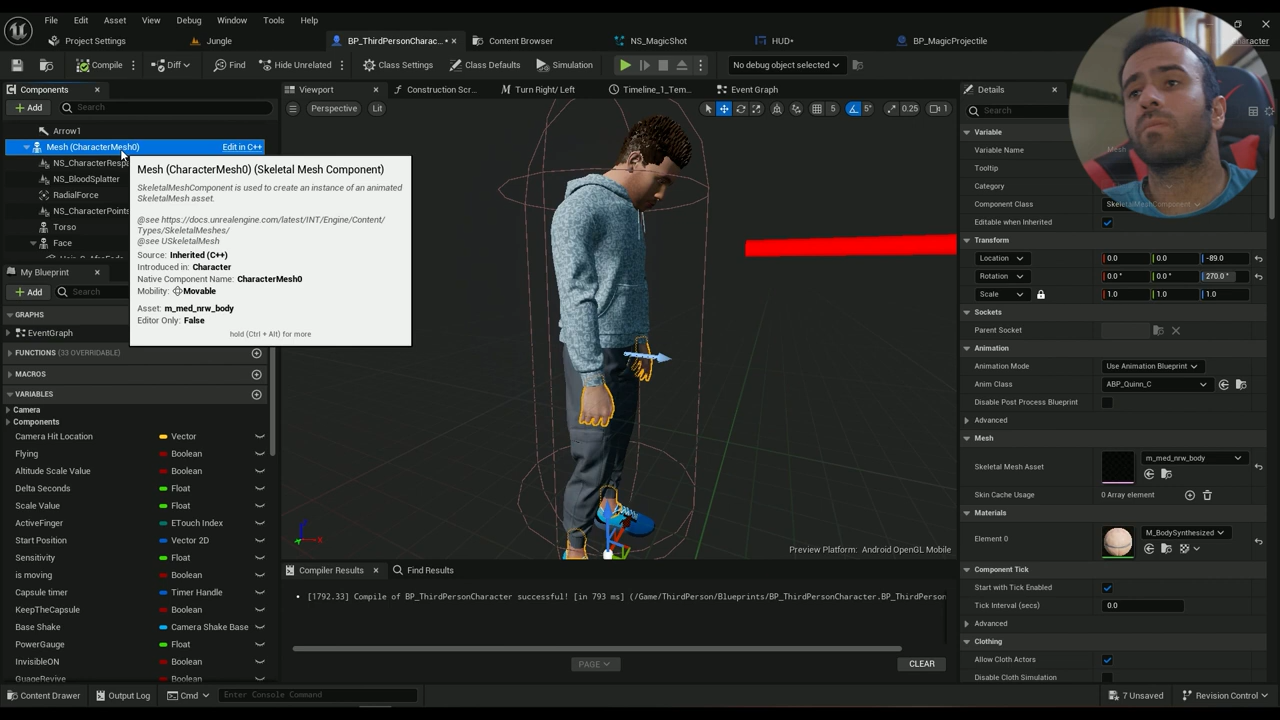 File Edit Asset View Debug Window Tools Help
Project Settings Jungle BP_ThirdPersonCharac... • Content Browser NS_MagicShot HUD• BP_MagicProjectile
Compile Diff Find Hide Unrelated Class Settings Class Defaults Simulation No debug object selected
Components Viewport Construction Scr... Turn Right/ Left Timeline_1_Tem... Event Graph Details
Add Search Perspective Lit 5 5° 0.25 1 Search
Arrow1
Mesh (CharacterMesh0) Edit in C++
NS_CharacterRespa
NS_BloodSplatter
RadialForce
NS_CharacterPoints
Torso
Face
My Blueprint
Add Search
GRAPHS
EventGraph
FUNCTIONS (33 OVERRIDABLE)
MACROS
VARIABLES
Camera
Components
Camera Hit Location Vector
Flying Boolean
Altitude Scale Value Boolean
Delta Seconds Float
Scale Value Float
ActiveFinger ETouch Index
Start Position Vector 2D
Sensitivity Float
is moving Boolean
Capsule timer Timer Handle
KeepTheCapsule Boolean
Base Shake Camera Shake Base
PowerGauge Float
InvisibleON Boolean
GuageRevive Boolean
Mesh (CharacterMesh0) (Skeletal Mesh Component)
SkeletalMeshComponent is used to create an instance of an animated
SkeletalMesh asset.
@see https://docs.unrealengine.com/latest/INT/Engine/Content/
Types/SkeletalMeshes/
@see USkeletalMesh
Source: Inherited (C++)
Introduced in: Character
Native Component Name: CharacterMesh0
Mobility: Movable
Asset: m_med_nrw_body
Editor Only: False
hold (Ctrl + Alt) for more
Preview Platform: Android OpenGL Mobile
Compiler Results Find Results
[1792.33] Compile of BP_ThirdPersonCharacter successful! [in 793 ms] (/Game/ThirdPerson/Blueprints/BP_ThirdPersonCharacter.BP_ThirdPerson
PAGE CLEAR
Variable
Variable Name Mesh
Tooltip
Category
Component Class SkeletalMeshComponent
Editable when Inherited
Transform
Location 0.0 0.0 -89.0
Rotation 0.0 ° 0.0 ° 270.0 °
Scale 1.0 1.0 1.0
Sockets
Parent Socket
Animation
Animation Mode Use Animation Blueprint
Anim Class ABP_Quinn_C
Disable Post Process Blueprint
Advanced
Mesh
Skeletal Mesh Asset m_med_nrw_body
Skin Cache Usage 0 Array element
Materials
Element 0 M_BodySynthesized
Component Tick
Start with Tick Enabled
Tick Interval (secs) 0.0
Advanced
Clothing
Allow Cloth Actors
Disable Cloth Simulation
Content Drawer Output Log Cmd Enter Console Command 7 Unsaved Revision Control